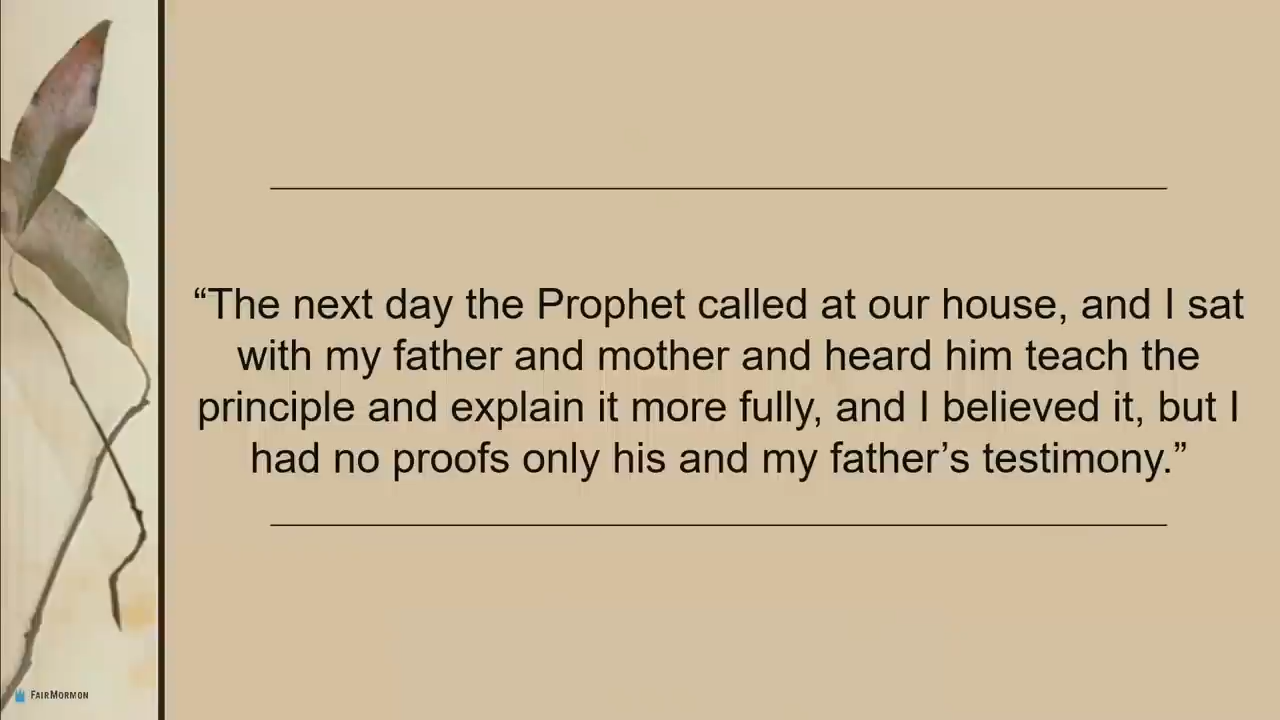 “The next day the Prophet called at our house, and I sat
with my father and mother and heard him teach the
principle and explain it more fully, and I believed it, but I
had no proofs only his and my father’s testimony.”
FAIRMORMON